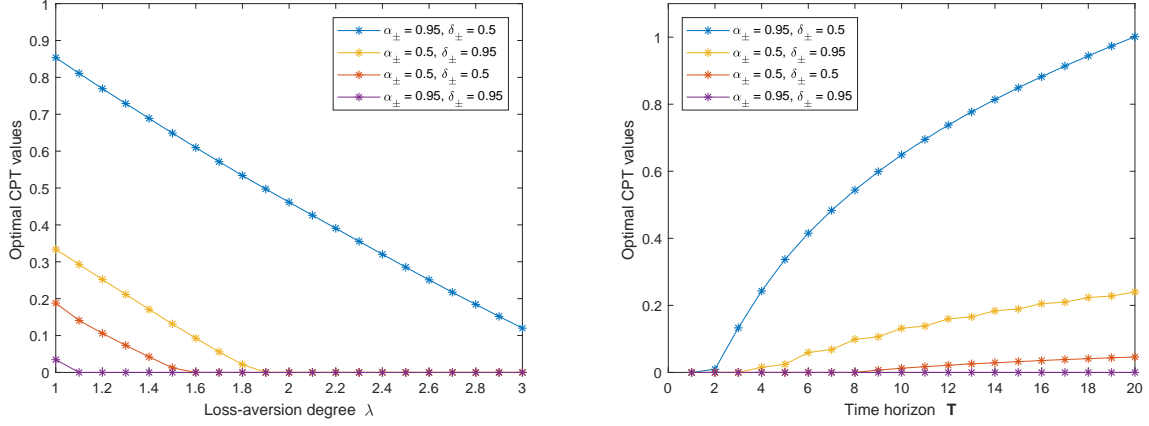 1
0.9
0.8
0.7
0.6
0.5
0.4
0.3
0.2
0.1
0
Optimal CPT values
α± = 0.95, δ± = 0.5
α± = 0.5, δ± = 0.95
α± = 0.5, δ± = 0.5
α± = 0.95, δ± = 0.95
1 1.2 1.4 1.6 1.8 2 2.2 2.4 2.6 2.8 3
Loss-aversion degree λ
1
0.8
0.6
0.4
0.2
0
Optimal CPT values
α± = 0.95, δ± = 0.5
α± = 0.5, δ± = 0.95
α± = 0.5, δ± = 0.5
α± = 0.95, δ± = 0.95
0 2 4 6 8 10 12 14 16 18 20
Time horizon T